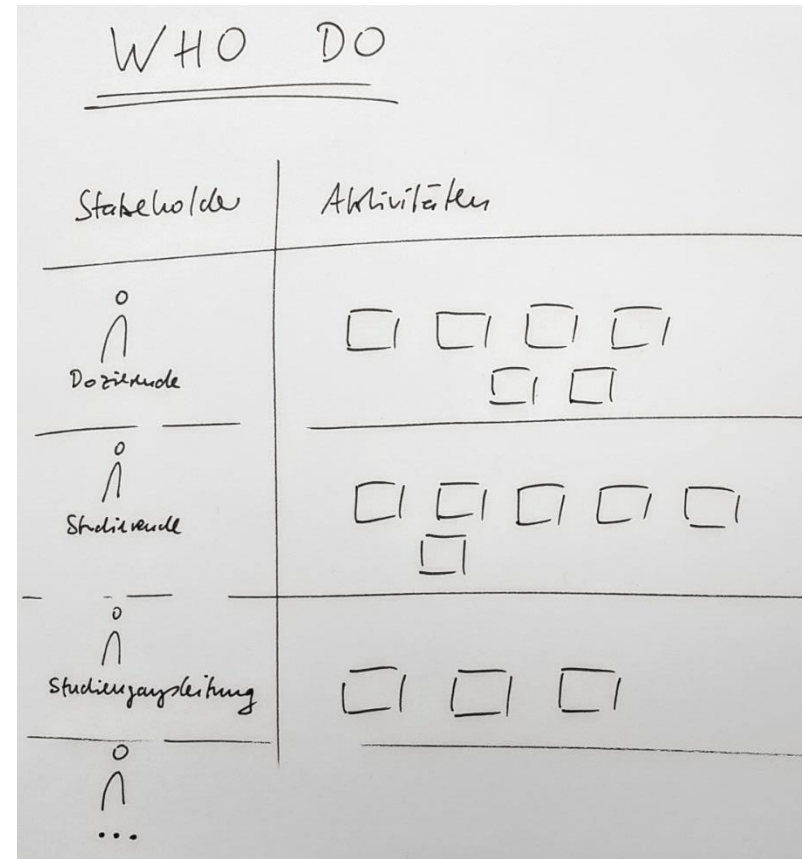 WHO DO
Stakeholder Aktivitäten
Dozierende
Studierende
Studiengangsleitung
...